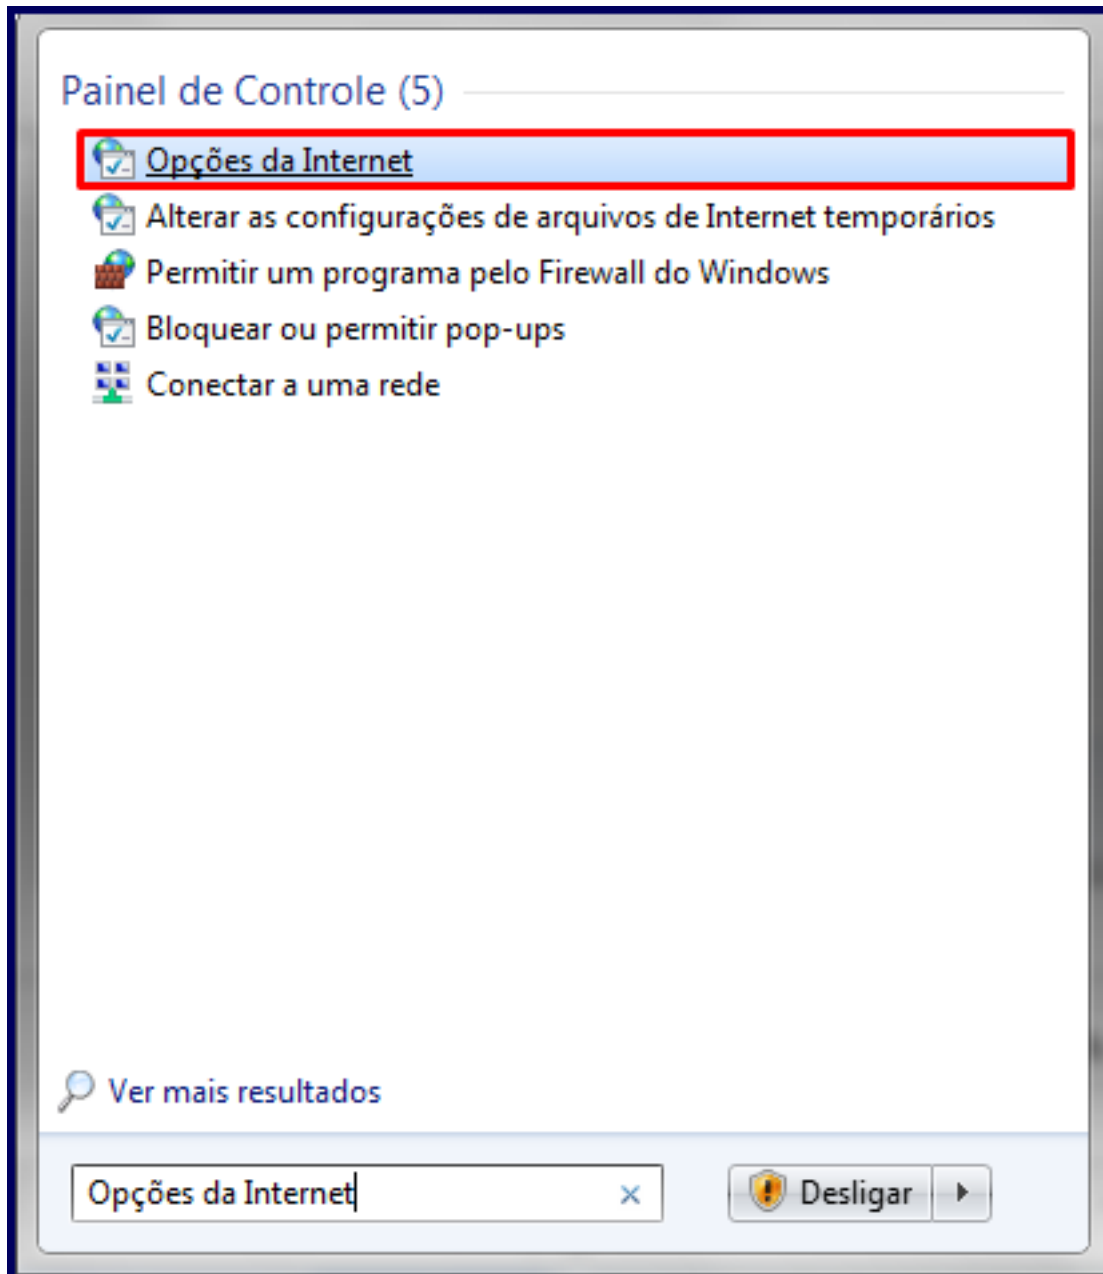 Painel de Controle (5)
Opções da Internet
Alterar as configurações de arquivos de Internet temporários
Permitir um programa pelo Firewall do Windows
Bloquear ou permitir pop-ups
Conectar a uma rede
Ver mais resultados
Opções da Internet
Desligar